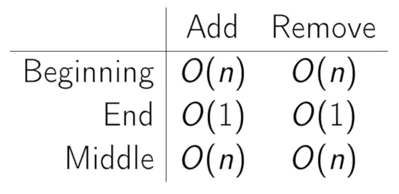 Add Remove
Beginning O(n) O(n)
End O(1) O(1)
Middle O(n) O(n)